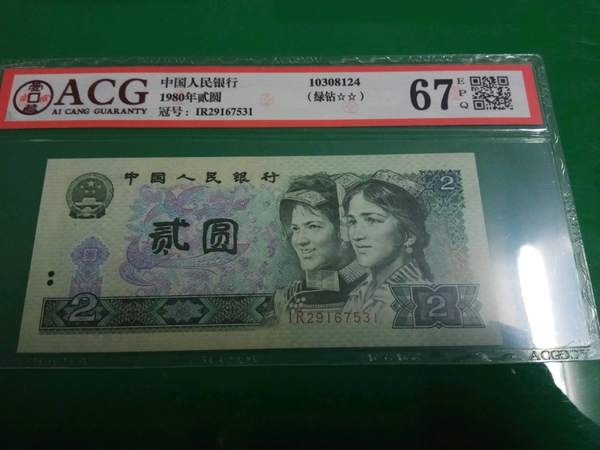 ACG
AI CANG GUARANTY
中国人民银行
1980年贰圆
冠号: IR29167531
10308124
(绿钻☆☆)
67
EPQ
中国人民银行
贰圆
2
2
2
IR29167531